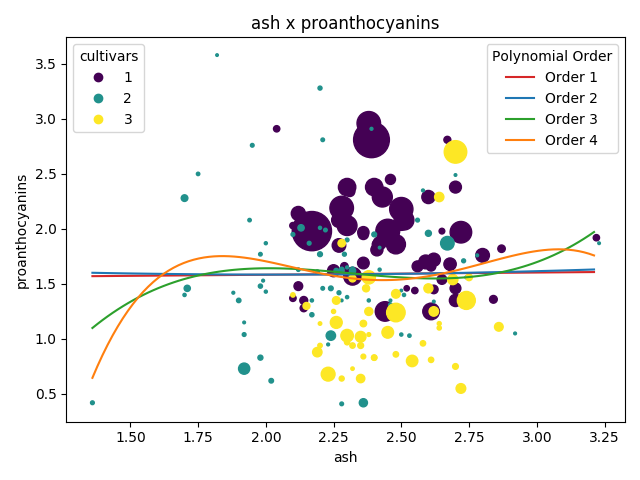 ash x proanthocyanins
cultivars
1
2
3
Polynomial Order
Order 1
Order 2
Order 3
Order 4
proanthocyanins
3.5
3.0
2.5
2.0
1.5
1.0
0.5
1.50
1.75
2.00
2.25
2.50
2.75
3.00
3.25
ash